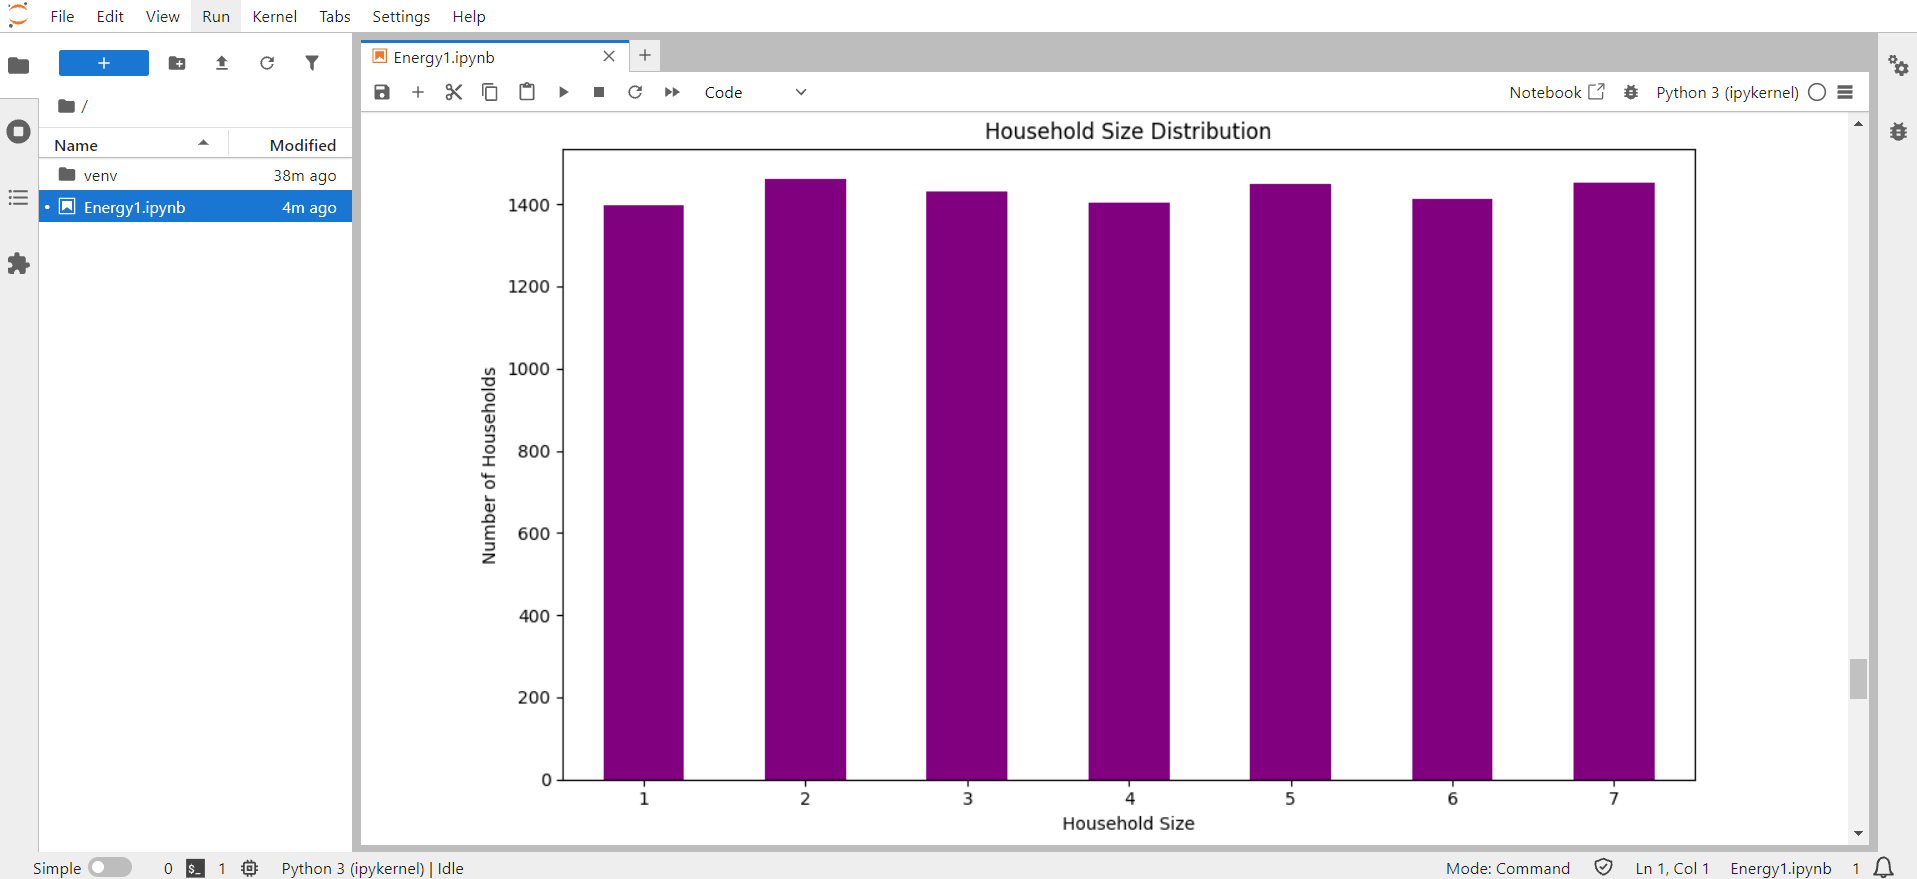 File Edit View Run Kernel Tabs Settings Help
Energy1.ipynb
Code
Notebook
Python 3 (ipykernel)
/
Name Modified
venv 38m ago
Energy1.ipynb 4m ago
Household Size Distribution
Number of Households
1400
1200
1000
800
600
400
200
0
1 2 3 4 5 6 7
Household Size
Simple 0 $_ 1 Python 3 (ipykernel) | Idle Mode: Command Ln 1, Col 1 Energy1.ipynb 1